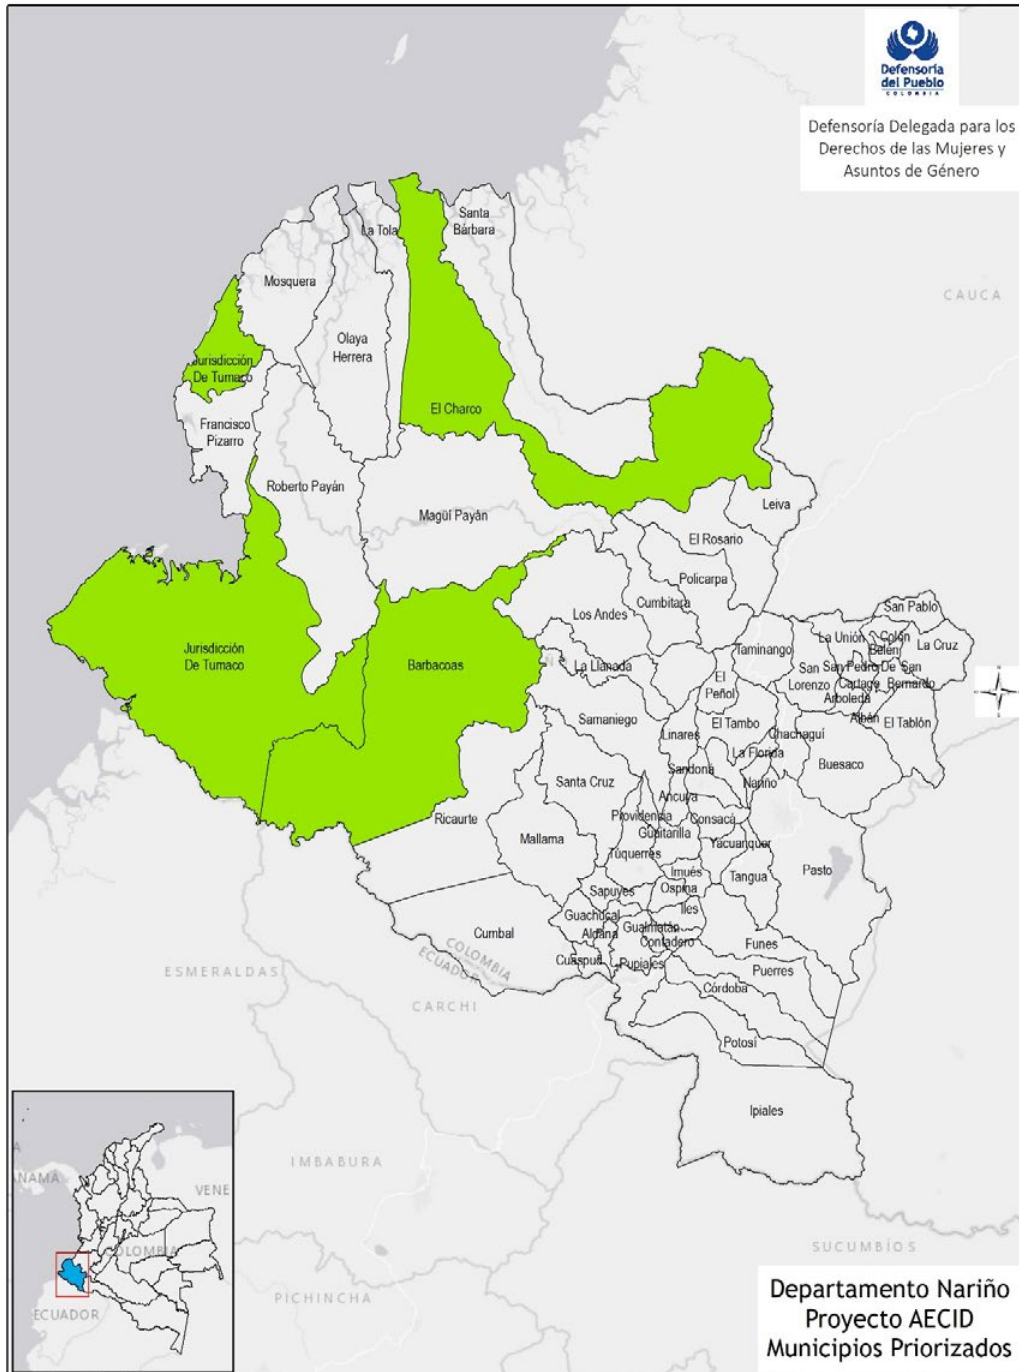 Defensoría
del Pueblo
COLOMBIA
Defensoría Delegada para los
Derechos de las Mujeres y
Asuntos de Género
Santa
Bárbara
La Tola
Mosquera
CAUCA
Olaya
Herrera
Jurisdicción
De Tumaco
El Charco
Francisco
Pizarro
Roberto Payán
Leiva
Magüí Payán
El Rosario
Policarpa
Cumbitara
Los Andes
San Pablo
La Unión
Colón
Belén
La Cruz
Jurisdicción
De Tumaco
Barbacoas
La Llanada
Taminango
San
Lorenzo
San Pedro De
Cartago
San
Bernardo
El
Peñol
Arboleda
Albán
El Tablón
Samaniego
El Tambo
Linares
Chachaguí
La Florida
Buesaco
Sandoná
Nariño
Santa Cruz
Ancuya
Providencia
Consacá
Ricaurte
Guaitarilla
Mallama
Yacuanquer
Túquerres
Imués
Tangua
Pasto
Sapuyes
Ospina
Iles
Guachucal
Gualmatán
Aldana
Contadero
Cumbal
Funes
COLOMBIA
ECUADOR
Cuaspud
Pupiales
Puerres
ESMERALDAS
Córdoba
CARCHI
Potosí
Ipiales
IMBABURA
ANAMÁ
VENE
COLOMBIA
ECUADOR
SUCUMBÍOS
PICHINCHA
Departamento Nariño
Proyecto AECID
Municipios Priorizados